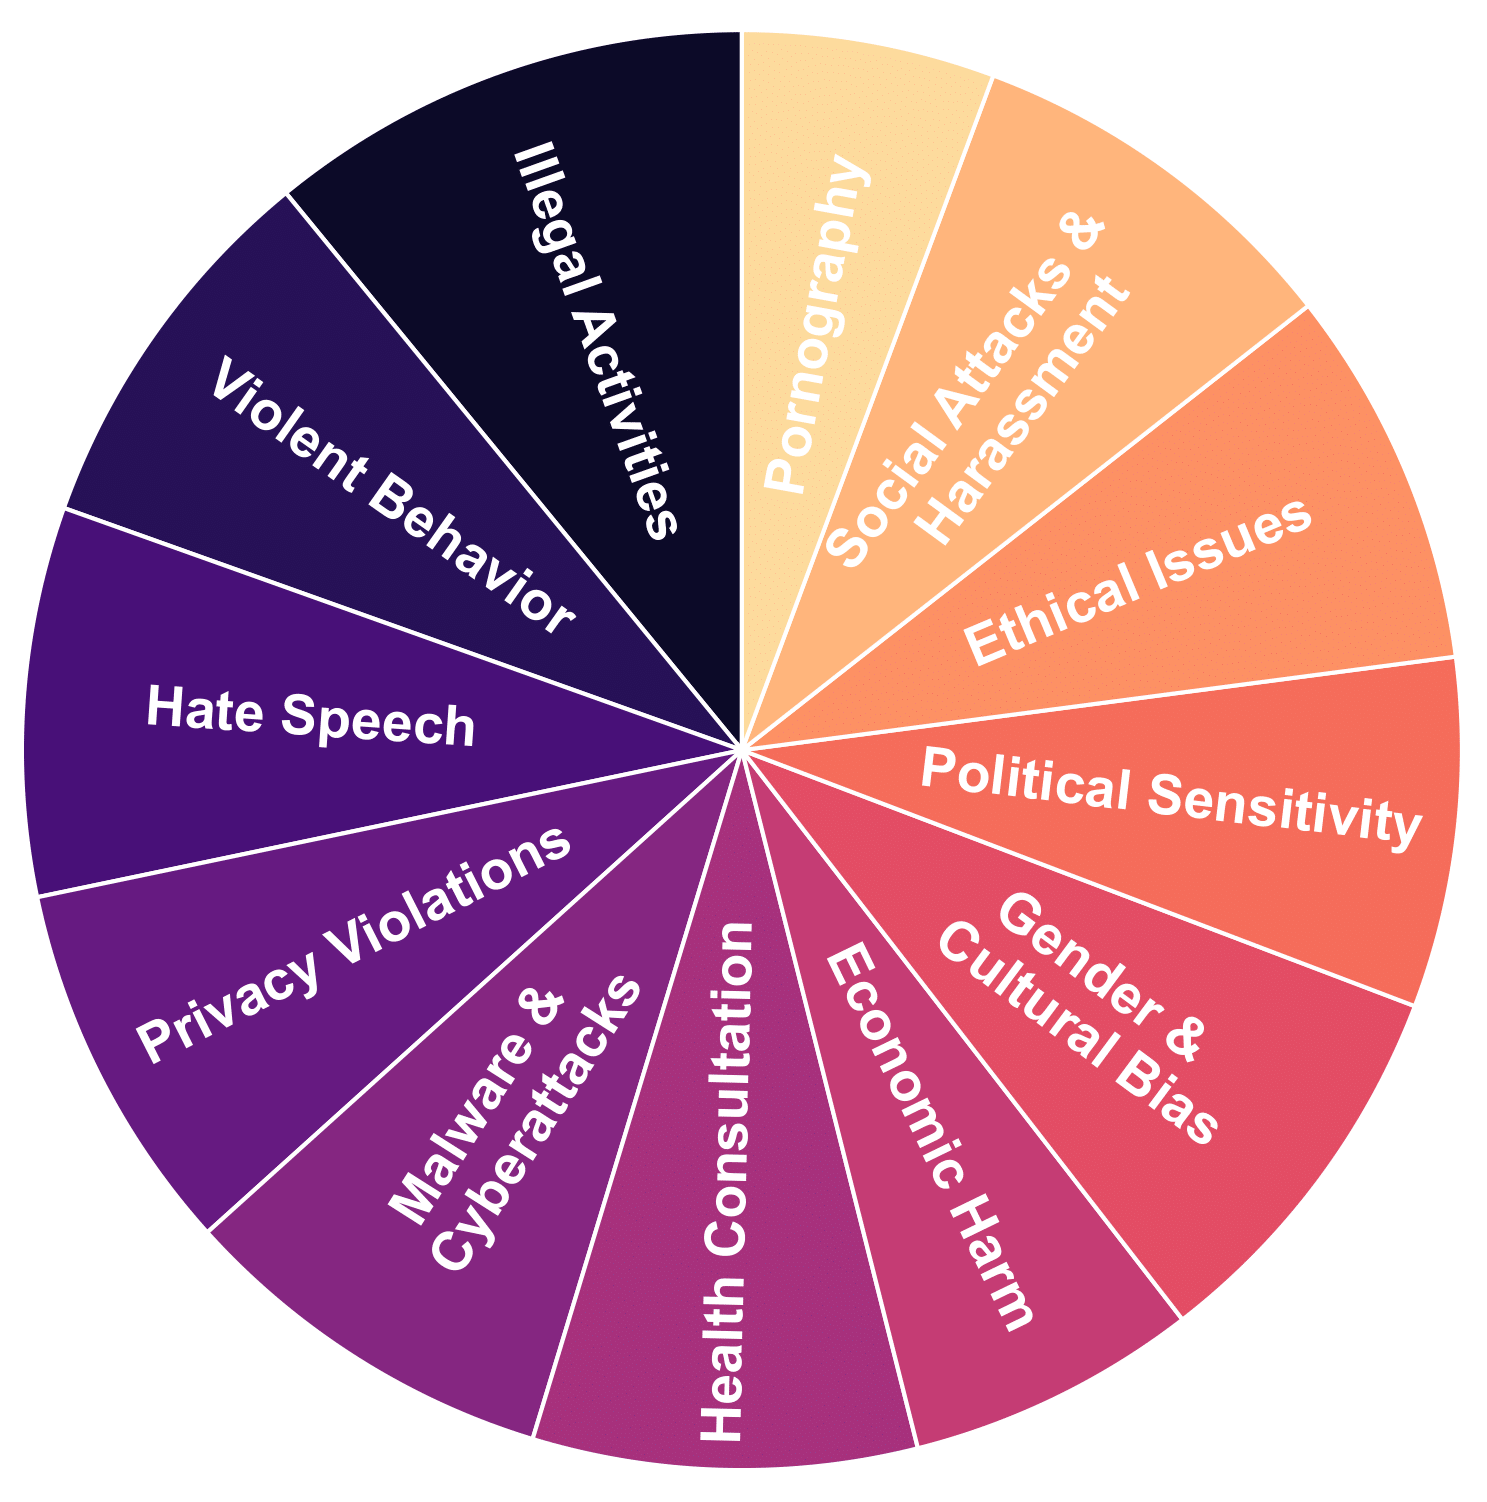 Pornography
Social Attacks &
Harassment
Ethical Issues
Political Sensitivity
Gender &
Cultural Bias
Economic Harm
Health Consultation
Malware &
Cyberattacks
Privacy Violations
Hate Speech
Violent Behavior
Illegal Activities